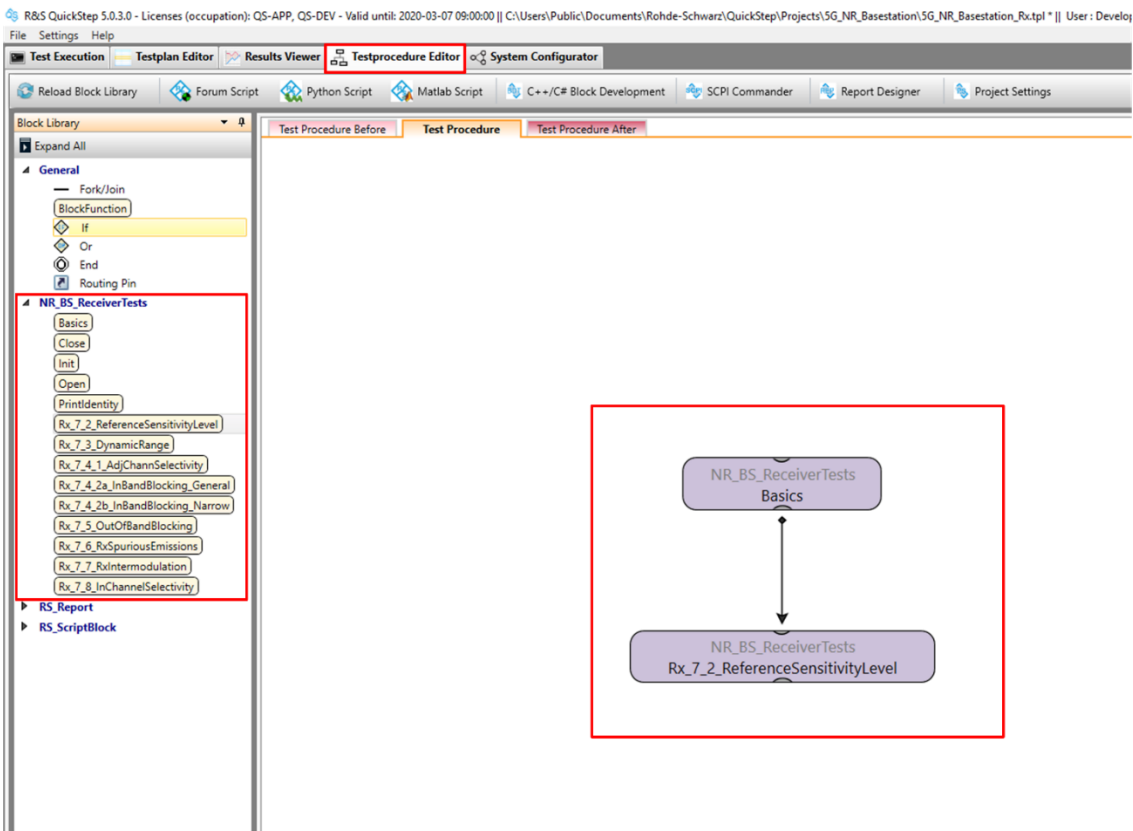 R&S QuickStep 5.0.3.0 - Licenses (occupation): QS-APP, QS-DEV - Valid until: 2020-03-07 09:00:00 || C:\Users\Public\Documents\Rohde-Schwarz\QuickStep\Projects\5G_NR_Basestation\5G_NR_Basestation_Rx.tpl * || User : Develop
File Settings Help
Test Execution Testplan Editor Results Viewer Testprocedure Editor System Configurator
Reload Block Library Forum Script Python Script Matlab Script C++/C# Block Development SCPI Commander Report Designer Project Settings
Block Library
Test Procedure Before Test Procedure Test Procedure After
Expand All
General
Fork/Join
BlockFunction
If
Or
End
Routing Pin
NR_BS_ReceiverTests
Basics
Close
Init
Open
PrintIdentity
Rx_7_2_ReferenceSensitivityLevel
Rx_7_3_DynamicRange
Rx_7_4_1_AdjChannSelectivity
Rx_7_4_2a_InBandBlocking_General
Rx_7_4_2b_InBandBlocking_Narrow
Rx_7_5_OutOfBandBlocking
Rx_7_6_RxSpuriousEmissions
Rx_7_7_RxIntermodulation
Rx_7_8_InChannelSelectivity
RS_Report
RS_ScriptBlock
NR_BS_ReceiverTests
Basics
NR_BS_ReceiverTests
Rx_7_2_ReferenceSensitivityLevel